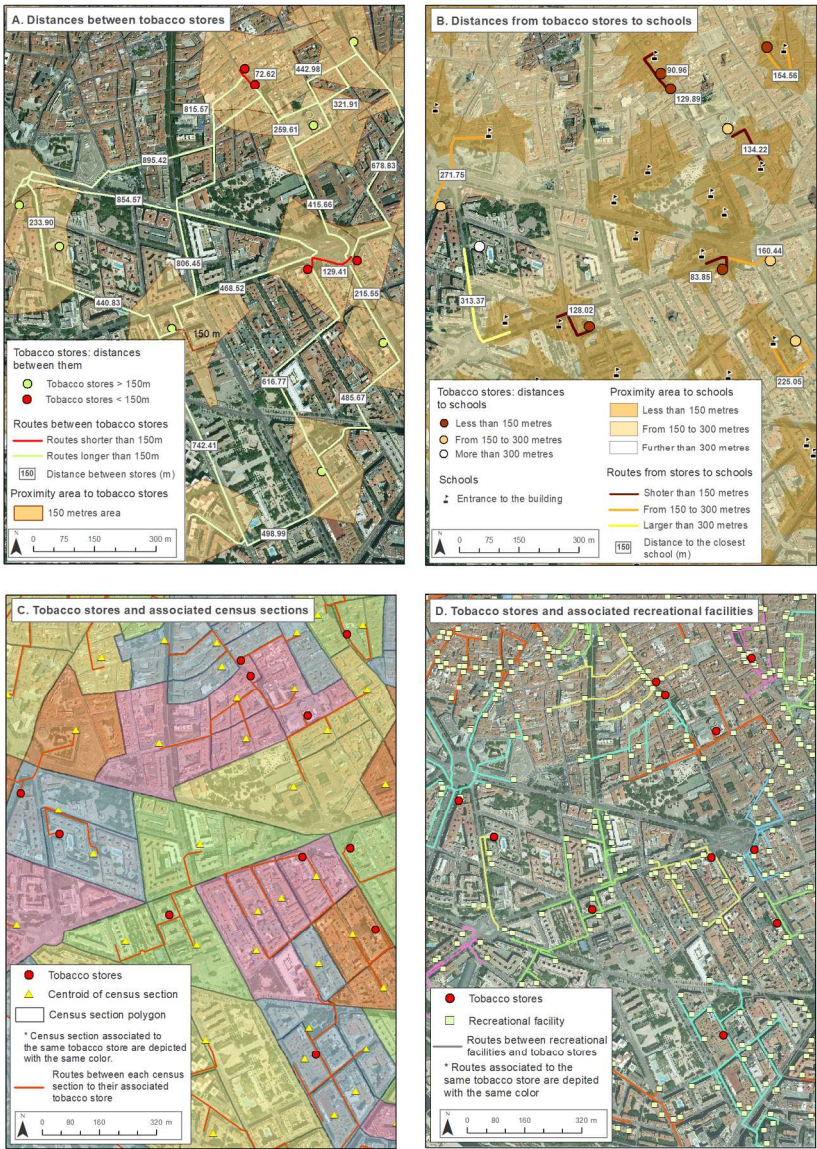 A. Distances between tobacco stores
72.62
442.98
815.57
321.91
259.61
895.42
678.83
854.57
415.66
233.90
806.45
129.41
468.52
440.83
215.55
150 m
616.77
485.67
742.41
498.99
Tobacco stores: distances
between them
Tobacco stores > 150m
Tobacco stores < 150m
Routes between tobacco stores
Routes shorter than 150m
Routes longer than 150m
150 Distance between stores (m)
Proximity area to tobacco stores
150 metres area
N
0 75 150 300 m
B. Distances from tobacco stores to schools
90.96
154.56
129.89
134.22
271.75
160.44
83.85
313.37
128.02
225.05
Tobacco stores: distances
to schools
Less than 150 metres
From 150 to 300 metres
More than 300 metres
Schools
Entrance to the building
N
0 75 150 300 m
Proximity area to schools
Less than 150 metres
From 150 to 300 metres
Further than 300 metres
Routes from stores to schools
Shoter than 150 metres
From 150 to 300 metres
Larger than 300 metres
150 Distance to the closest
school (m)
C. Tobacco stores and associated census sections
Tobacco stores
Centroid of census section
Census section polygon
* Census section associated to
the same tobacco store are depicted
with the same color.
Routes between each census
section to their associated
tobacco store
N
0 80 160 320 m
D. Tobacco stores and associated recreational facilities
Tobacco stores
Recreational facility
Routes between recreational
facilities and tobaco stores
* Routes associated to the
same tobacco store are depited
with the same color
N
0 80 160 320 m